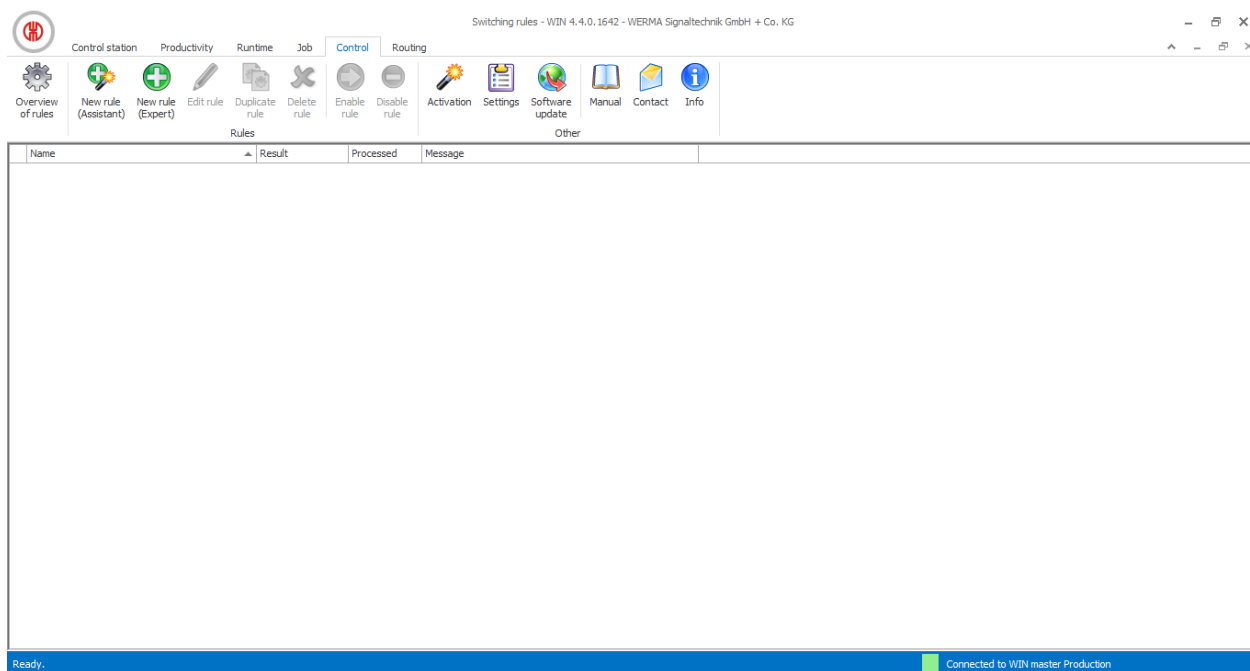 Switching rules - WIN 4.4.0.1642 - WERMA Signaltechnik GmbH + Co. KG
Control station Productivity Runtime Job Control Routing
Overview of rules
New rule (Assistant)
New rule (Expert)
Edit rule
Duplicate rule
Delete rule
Enable rule
Disable rule
Activation
Settings
Software update
Manual
Contact
Info
Rules
Other
Name Result Processed Message
Ready.
Connected to WIN master Production